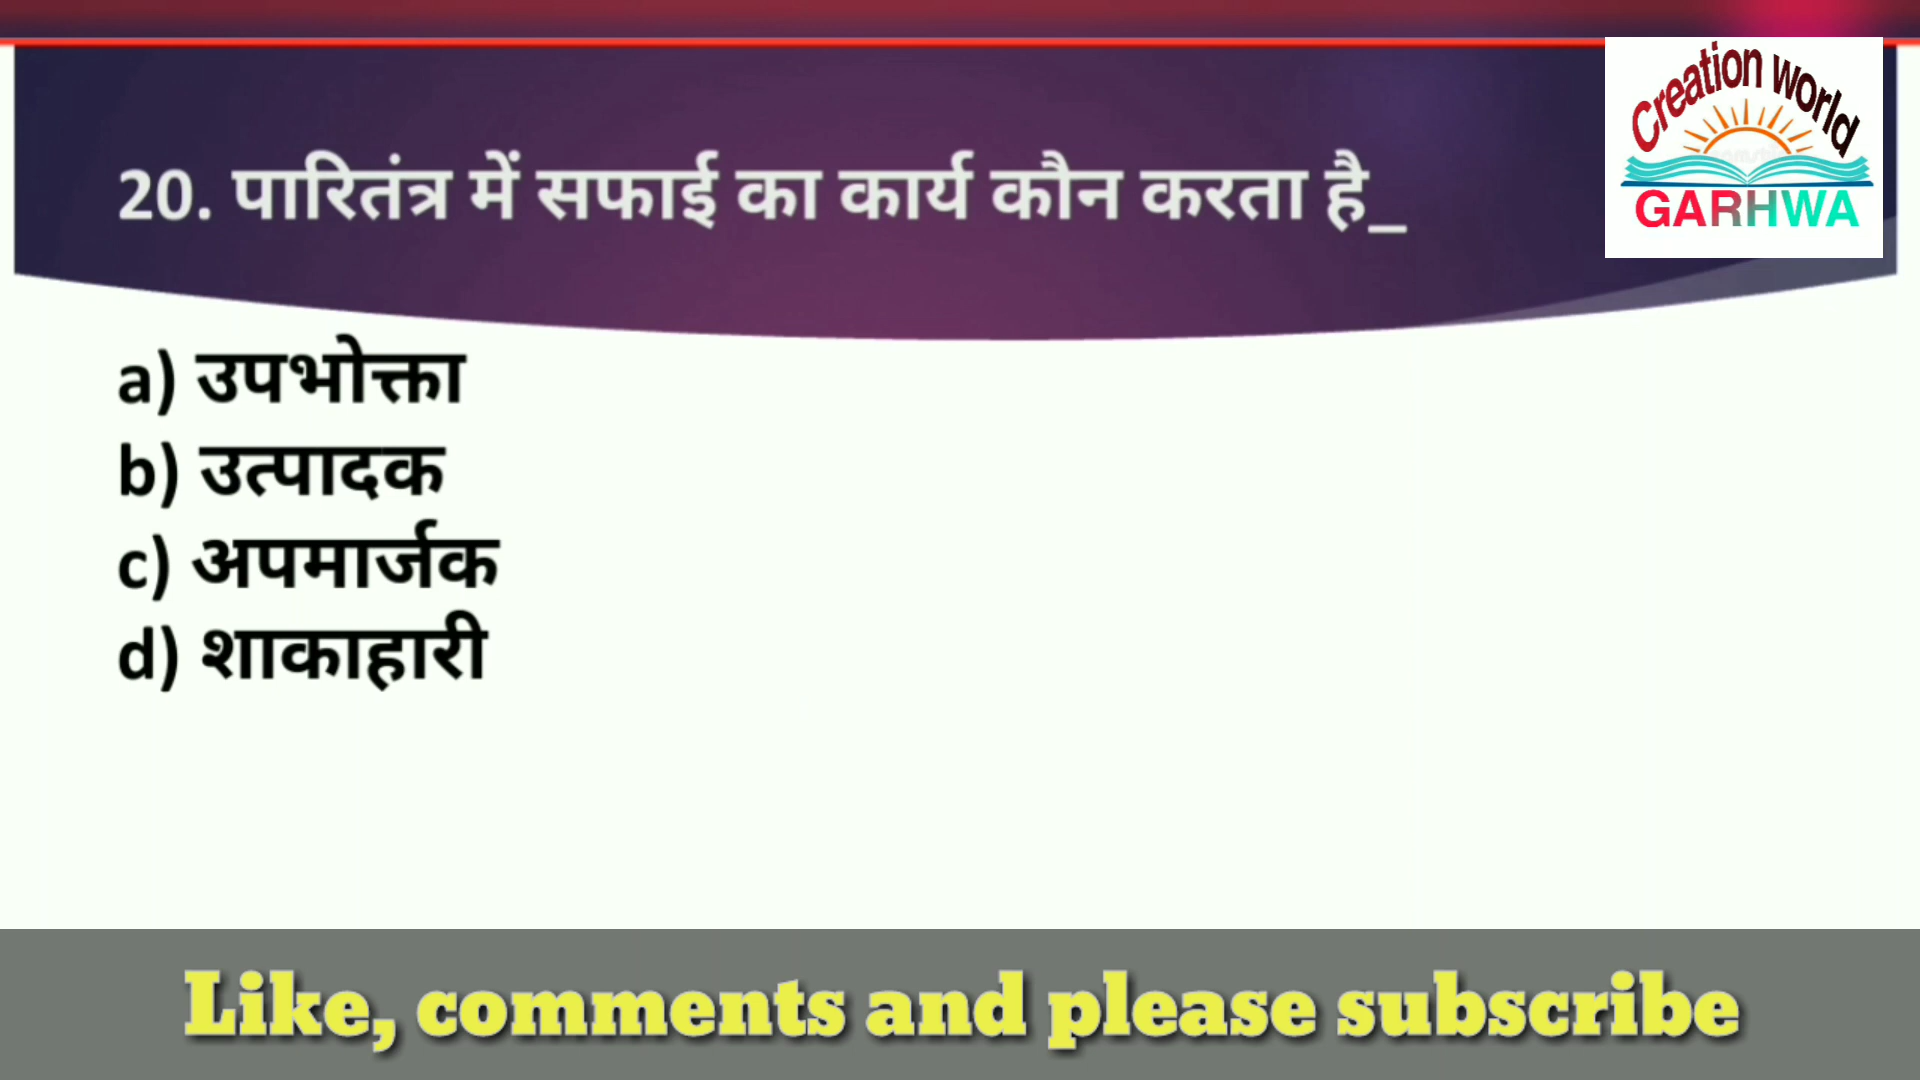 Creation World
GARHWA
20. पारितंत्र में सफाई का कार्य कौन करता है_
a) उपभोक्ता
b) उत्पादक
c) अपमार्जक
d) शाकाहारी
Like, comments and please subscribe